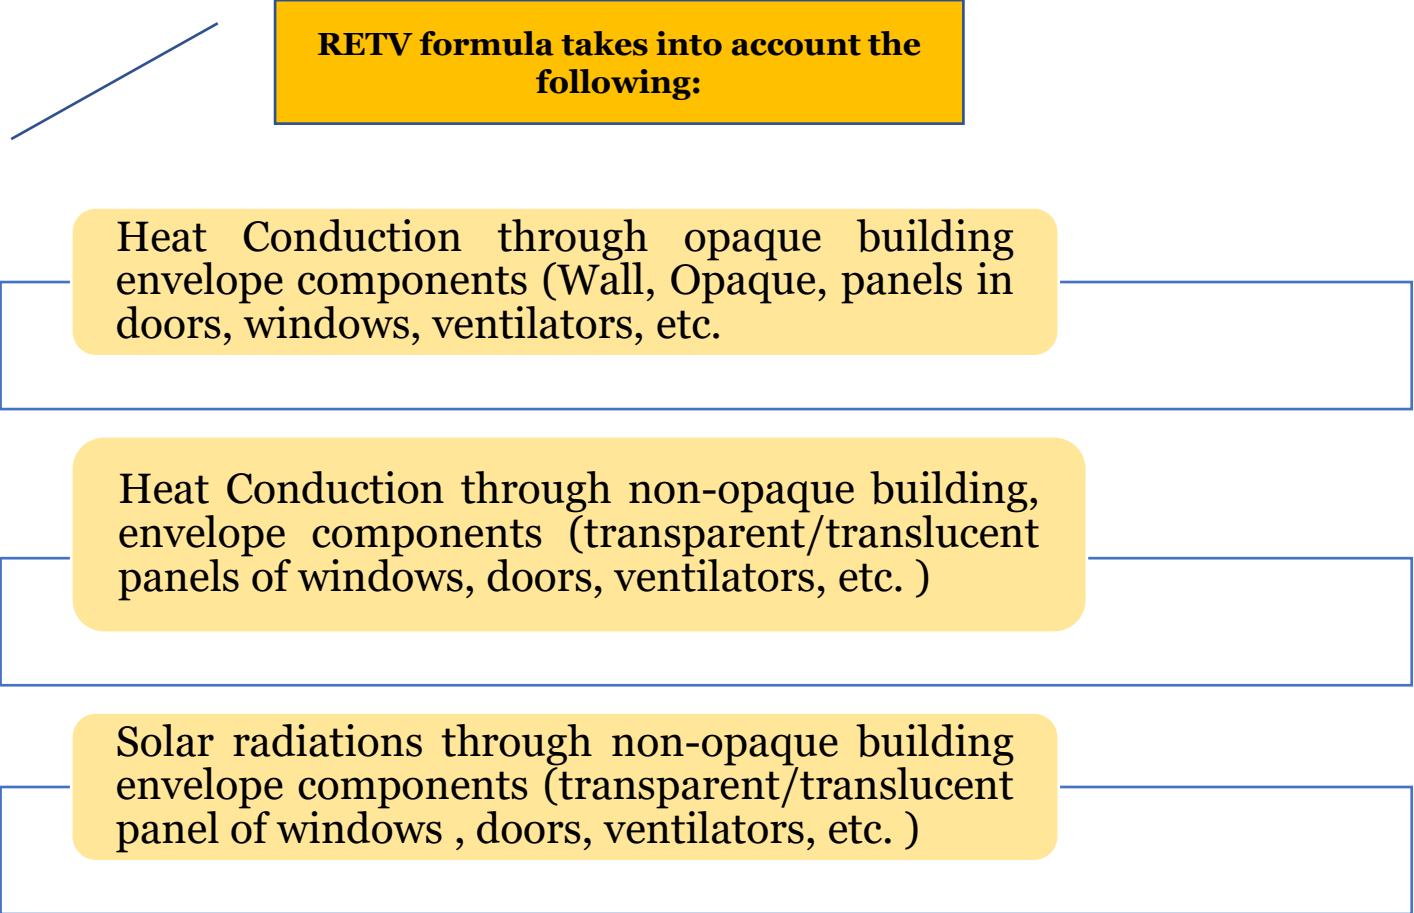 RETV formula takes into account the
following:
Heat Conduction through opaque building
envelope components (Wall, Opaque, panels in
doors, windows, ventilators, etc.
Heat Conduction through non-opaque building,
envelope components (transparent/translucent
panels of windows, doors, ventilators, etc. )
Solar radiations through non-opaque building
envelope components (transparent/translucent
panel of windows , doors, ventilators, etc. )